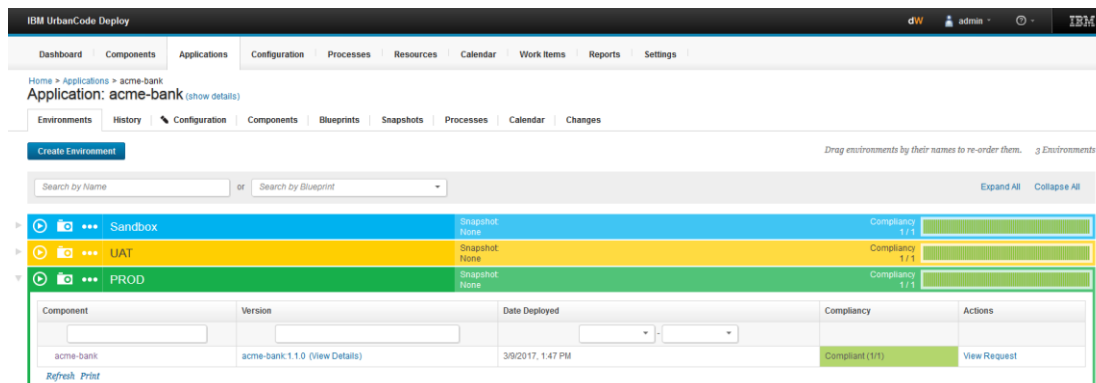 IBM UrbanCode Deploy dW admin IBM
Dashboard Components Applications Configuration Processes Resources Calendar Work Items Reports Settings
Home > Applications > acme-bank
Application: acme-bank (show details)
Environments History Configuration Components Blueprints Snapshots Processes Calendar Changes
Create Environment Drag environments by their names to re-order them. 3 Environments
Search by Name or Search by Blueprint Expand All Collapse All
Sandbox Snapshot: None Compliancy 1 / 1
UAT Snapshot: None Compliancy 1 / 1
PROD Snapshot: None Compliancy 1 / 1
Component Version Date Deployed Compliancy Actions
-
acme-bank acme-bank:1.1.0 (View Details) 3/9/2017, 1:47 PM Compliant (1/1) View Request
Refresh Print